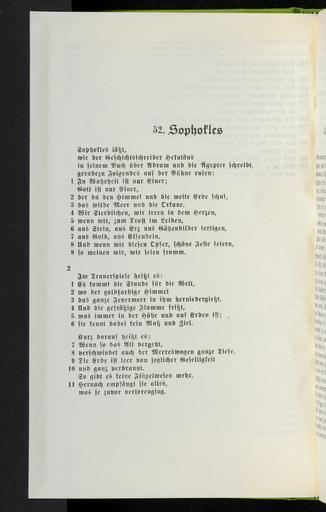 52. Sophokles
Sophokles läßt,
wie der Geschichtschreiber Hekatäus
in seinem Buch über Abram und die Ägypter schreibt,
geradezu Folgendes auf der Bühne rufen:
1 In Wahrheit ist nur Einer;
Gott ist nur Einer,
2 der da den Himmel und die weite Erde schuf,
3 das wilde Meer und die Orkane.
4 Wir Sterblichen, wir irren in dem Herzen,
5 wenn wir, zum Trost im Leiden,
6 aus Stein, aus Erz uns Götzenbilder fertigen,
7 aus Gold, aus Elfenbein.
8 Und wenn wir diesen Opfer, schöne Feste feiern,
9 so meinen wir, wir seien fromm.
2
Im Trauerspiele heißt es:
1 Es kommt die Stunde für die Welt,
2 wo der goldfarbige Himmel
3 das ganze Feuermeer in ihm herniedergießt.
4 Und die gefräßige Flamme frißt,
5 was immer in der Höhe und auf Erden ist;
6 sie kennt dabei kein Maß und Ziel.
Kurz darauf heißt es:
7 Wenn so das All vergeht,
8 verschwindet auch der Meereswogen ganze Tiefe.
9 Die Erde ist leer von jeglicher Geselligkeit
10 und ganz verbrannt.
So gibt es keine Flügelwesen mehr.
11 Hernach empfängt sie alles,
was sie zuvor verlorenging.